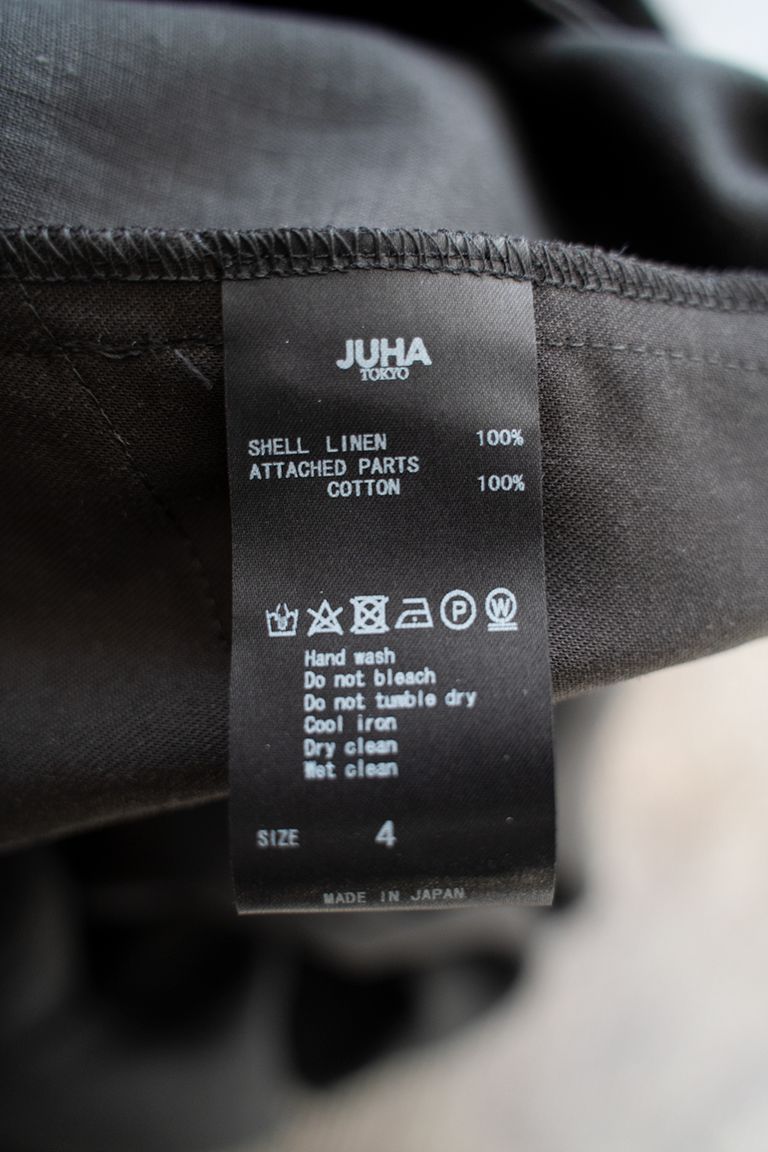 JUHA
TOKYO
SHELL LINEN 100%
ATTACHED PARTS
COTTON 100%
P W
Hand wash
Do not bleach
Do not tumble dry
Cool iron
Dry clean
Wet clean
SIZE 4
MADE IN JAPAN